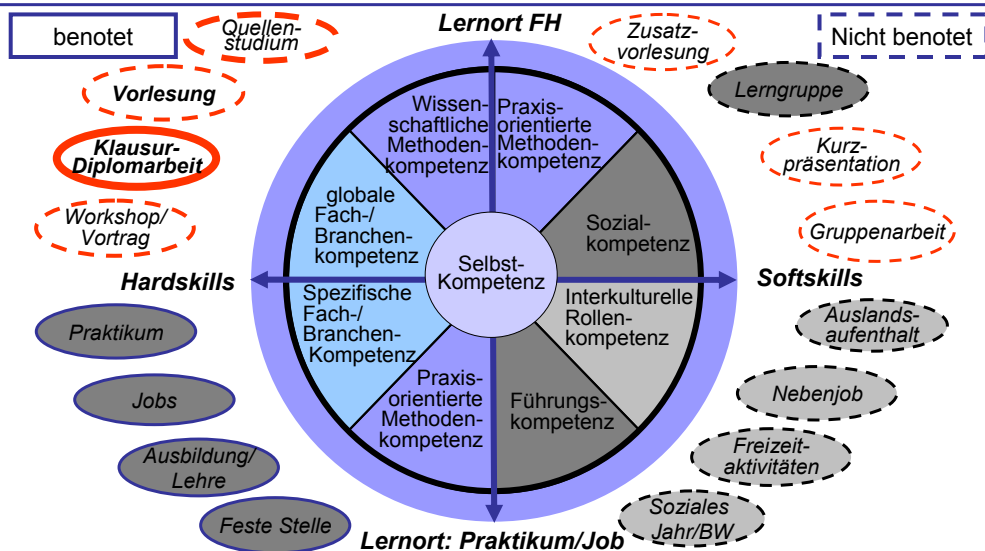 benotet
Quellen-
studium
Lernort FH
Zusatz-
vorlesung
Nicht benotet
Vorlesung
Klausur-
Diplomarbeit
Workshop/
Vortrag
Hardskills
Praktikum
Jobs
Ausbildung/
Lehre
Feste Stelle
Wissen-
schaftliche
Methoden-
kompetenz
Praxis-
orientierte
Methoden-
kompetenz
globale
Fach-/
Branchen-
kompetenz
Sozial-
kompetenz
Selbst-
Kompetenz
Spezifische
Fach-/
Branchen-
Kompetenz
Interkulturelle
Rollen-
kompetenz
Praxis-
orientierte
Methoden-
kompetenz
Führungs-
kompetenz
Lerngruppe
Kurz-
präsentation
Gruppenarbeit
Softskills
Auslands-
aufenthalt
Nebenjob
Freizeit-
aktivitäten
Soziales
Jahr/BW
Lernort: Praktikum/Job